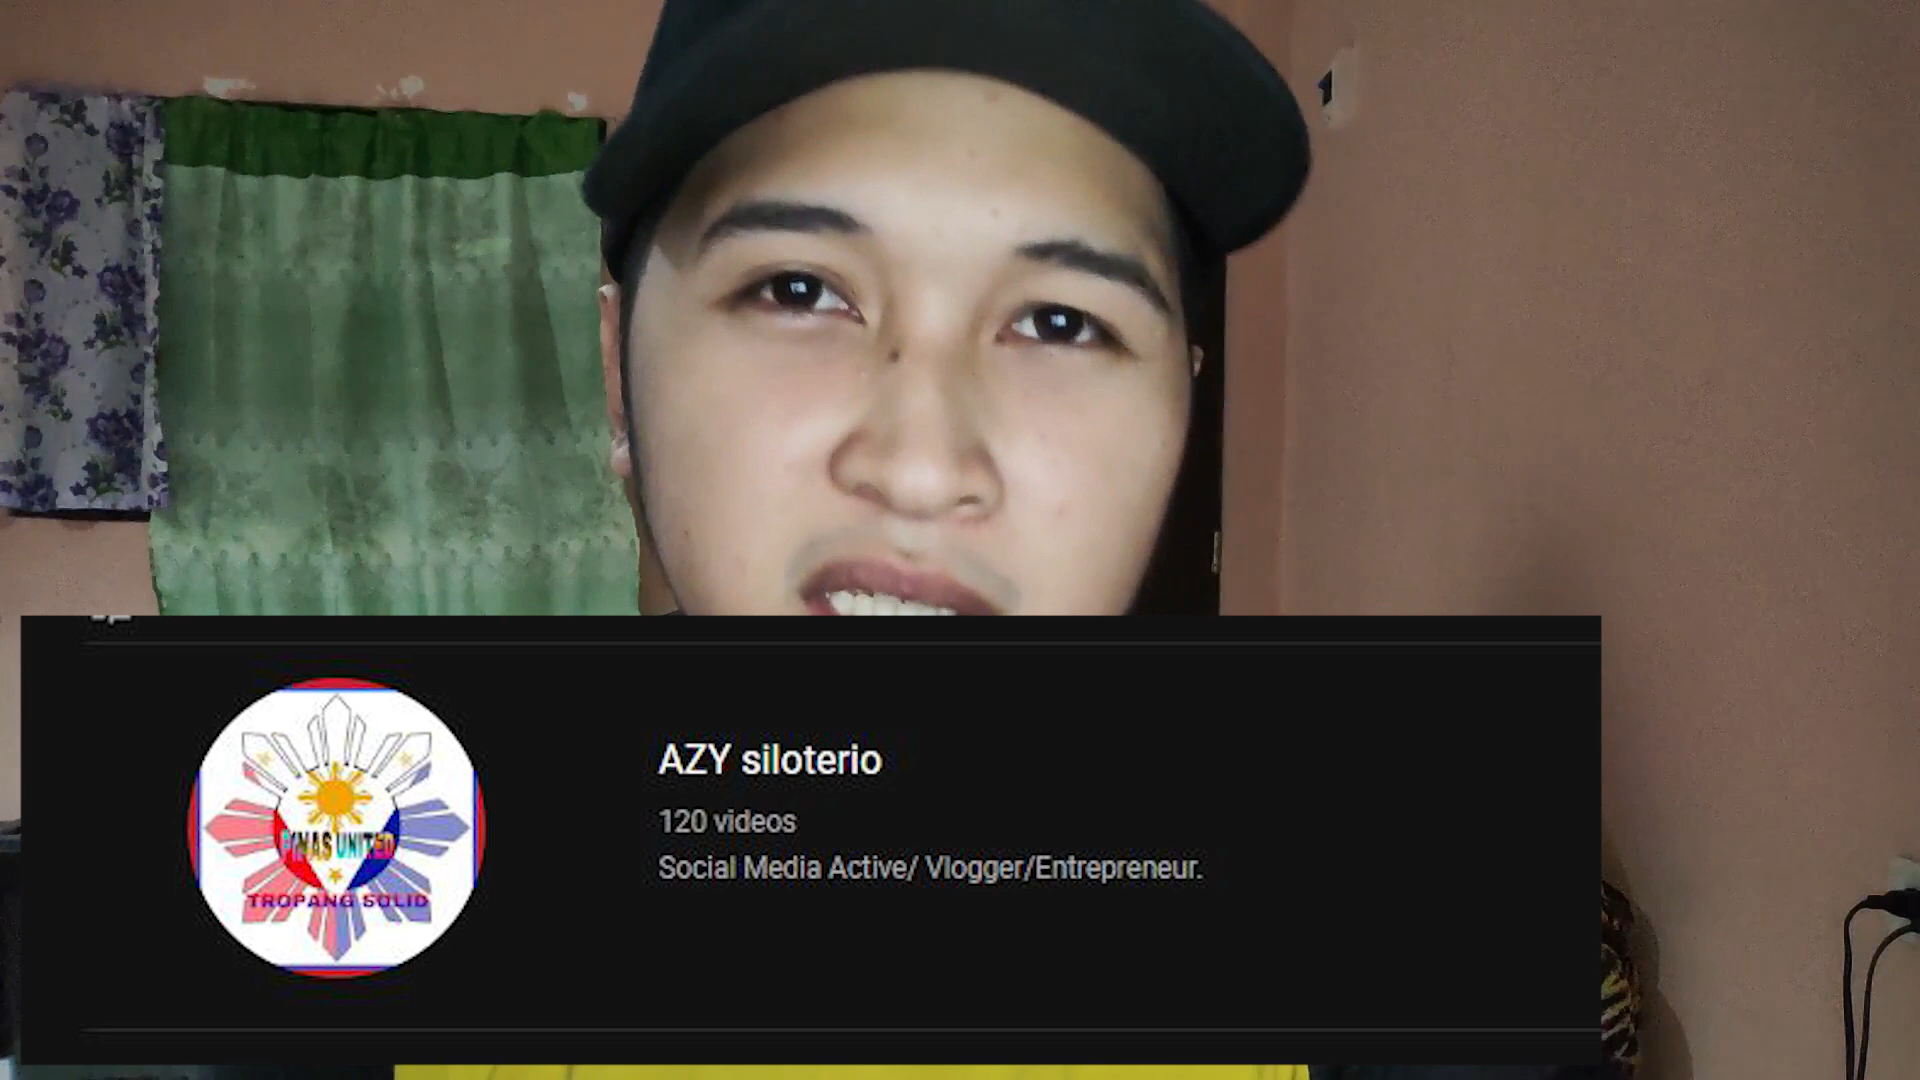 PINAS UNITED
TROPANG SOLID
AZY siloterio
120 videos
Social Media Active/ Vlogger/Entrepreneur.